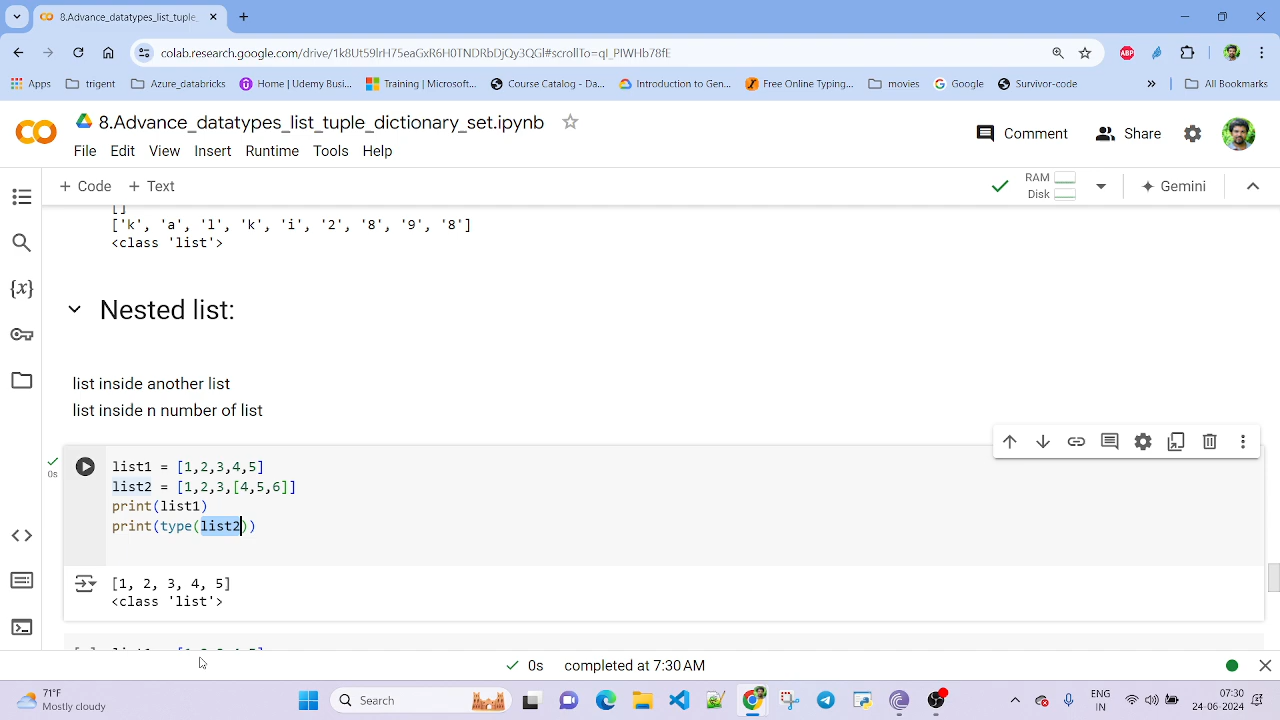 8.Advance_datatypes_list_tuple_
colab.research.google.com/drive/1k8Ut59lrH75eaGxR6H0TNDRbDjQy3QGl#scrollTo=qI_PlWHb78fE
ABP
Apps trigent Azure_databricks Home | Udemy Busi... Training | Microsoft... Course Catalog - Da... Introduction to Gen... Free Online Typing... movies Google Survivor-code » All Bookmarks
8.Advance_datatypes_list_tuple_dictionary_set.ipynb
Comment Share
File Edit View Insert Runtime Tools Help
+ Code + Text
RAM
Disk
Gemini
[]
['k', 'a', 'l', 'k', 'i', '2', '8', '9', '8']
<class 'list'>
Nested list:
list inside another list
list inside n number of list
0s
list1 = [1,2,3,4,5]
list2 = [1,2,3,[4,5,6]]
print(list1)
print(type(list2))
[1, 2, 3, 4, 5]
<class 'list'>
0s completed at 7:30 AM
71°F
Mostly cloudy
Search
ENG
IN
07:30
24-06-2024